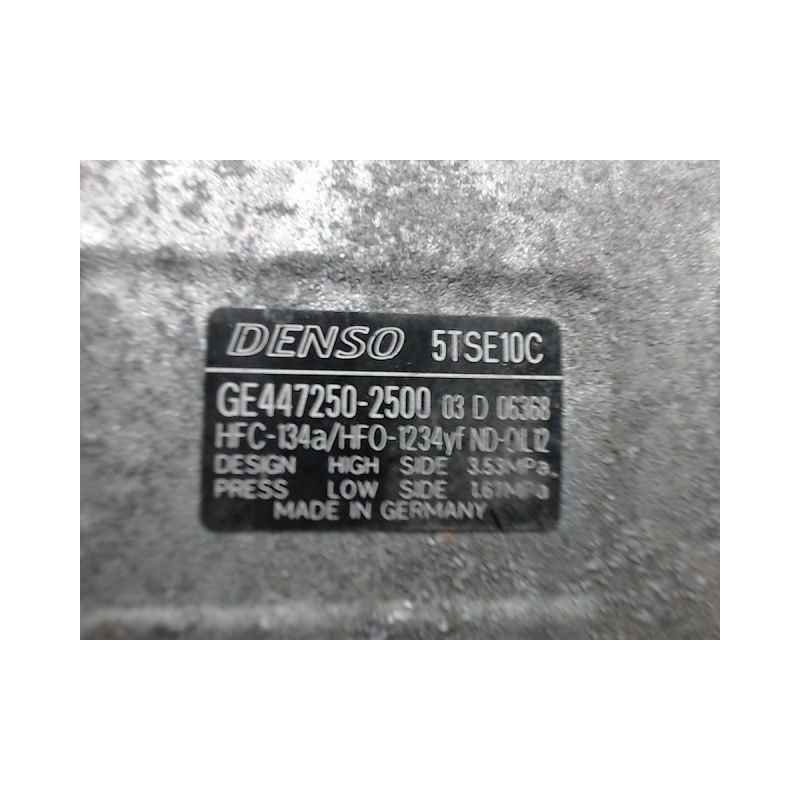 DENSO 5TSE10C
GE447250-2500 03 D 06368
HFC-134a/HFO-1234yf ND-OIL12
DESIGN HIGH SIDE 3.53MPa
PRESS LOW SIDE 1.67MPa
MADE IN GERMANY